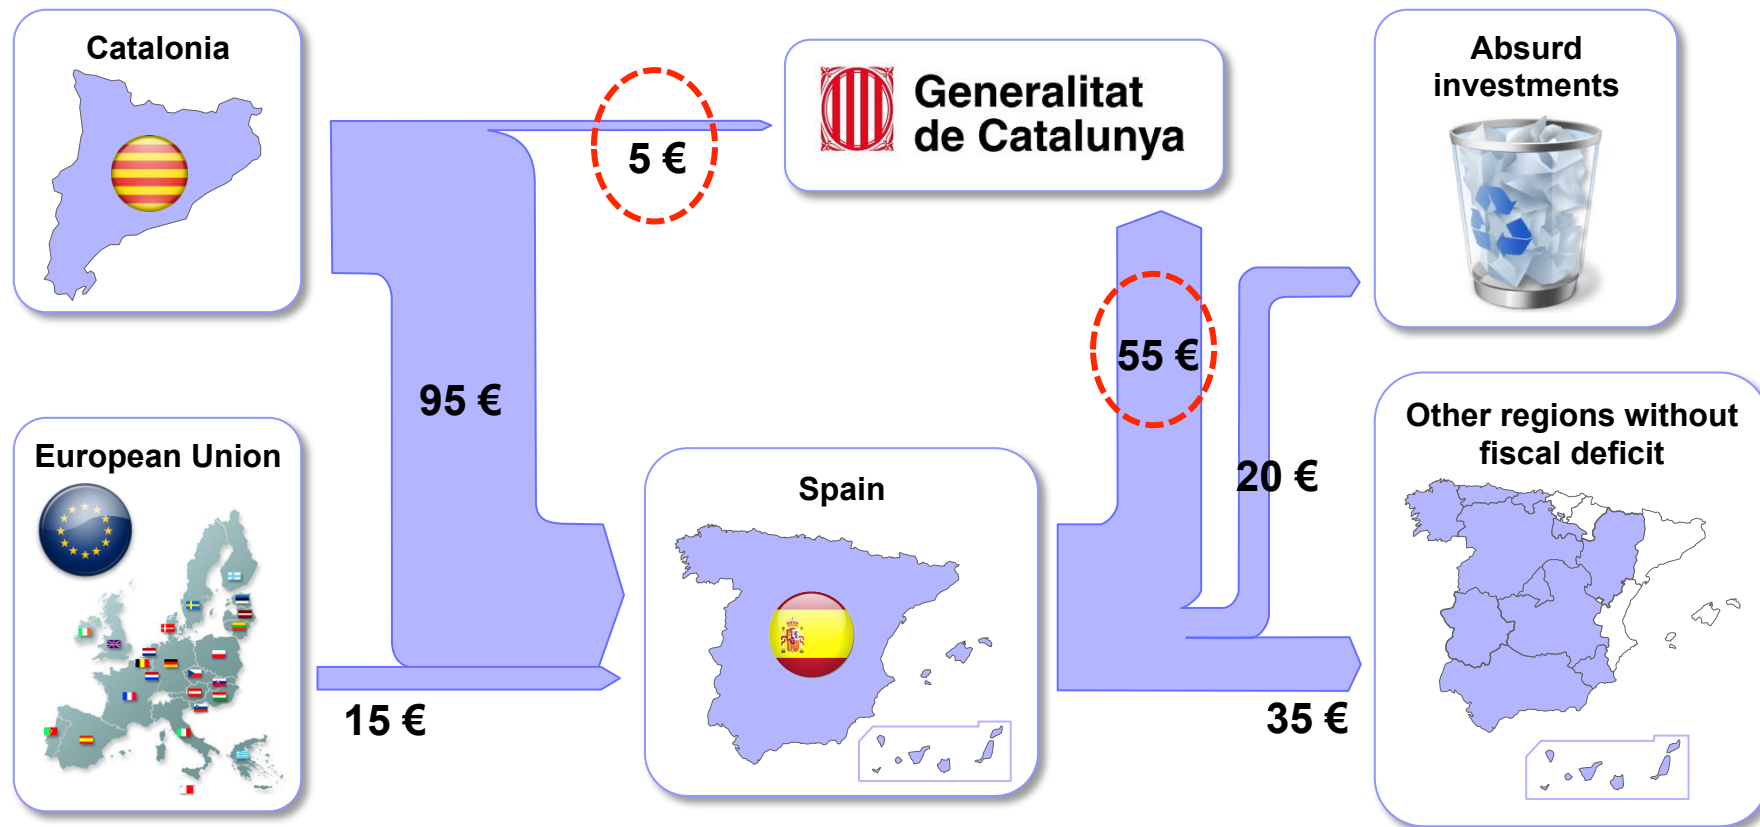 Catalonia
5 €
Generalitat
de Catalunya
Absurd
investments
95 €
55 €
20 €
European Union
Spain
Other regions without
fiscal deficit
15 €
35 €